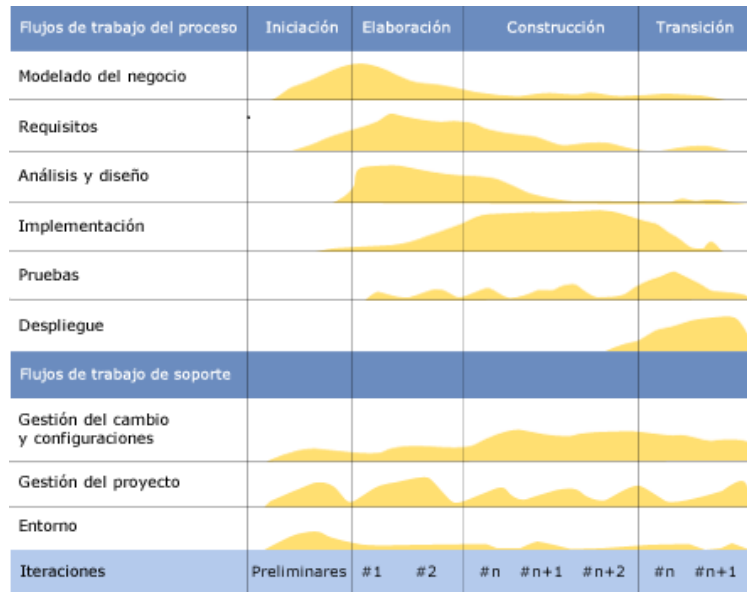 Flujos de trabajo del proceso Iniciación Elaboración Construcción Transición
Modelado del negocio
Requisitos
Análisis y diseño
Implementación
Pruebas
Despliegue
Flujos de trabajo de soporte
Gestión del cambio
y configuraciones
Gestión del proyecto
Entorno
Iteraciones Preliminares #1 #2 #n #n+1 #n+2 #n #n+1